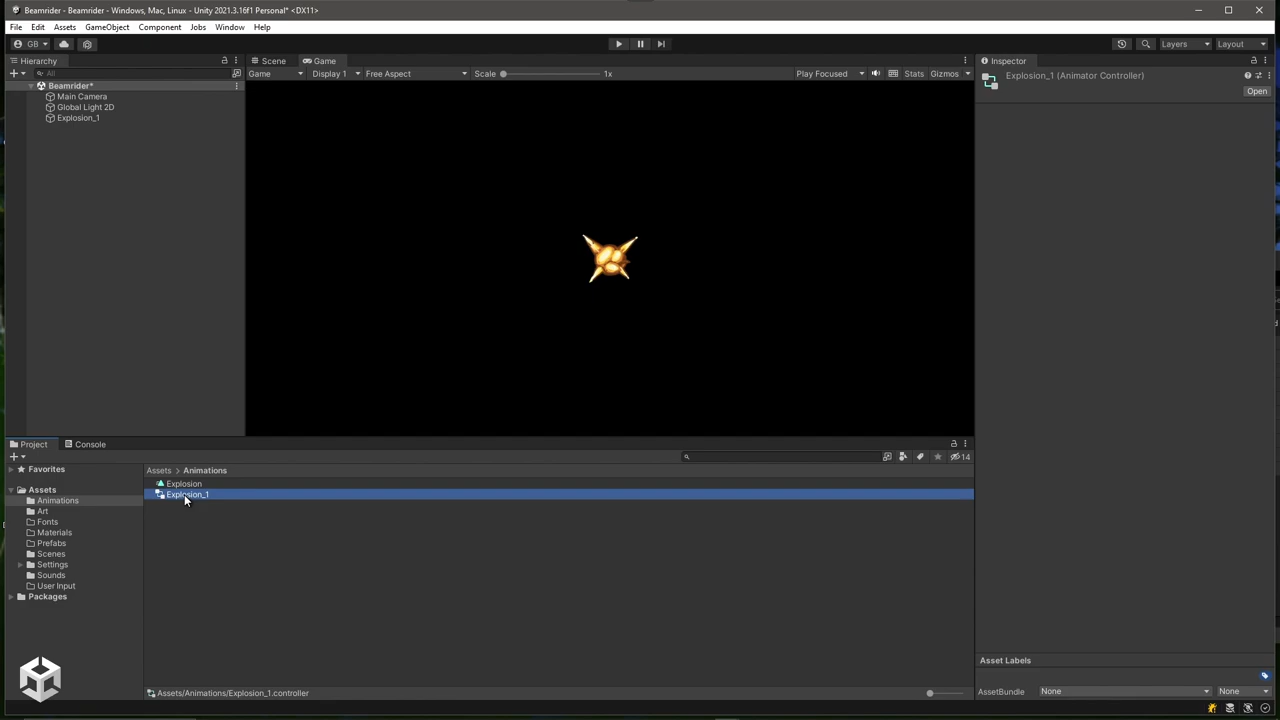 Beamrider - Beamrider - Windows, Mac, Linux - Unity 2021.3.16f1 Personal* <DX11>
File Edit Assets GameObject Component Jobs Window Help
GB Layers Layout
Hierarchy Scene Game Inspector
All Game Display 1 Free Aspect Scale 1x Play Focused Stats Gizmos
Explosion_1 (Animator Controller)
Open
Beamrider*
Main Camera
Global Light 2D
Explosion_1
Project Console
14
Favorites
Assets > Animations
Explosion
Explosion_1
Assets
Animations
Art
Fonts
Materials
Prefabs
Scenes
Settings
Sounds
User Input
Packages
Asset Labels
Assets/Animations/Explosion_1.controller
AssetBundle None None